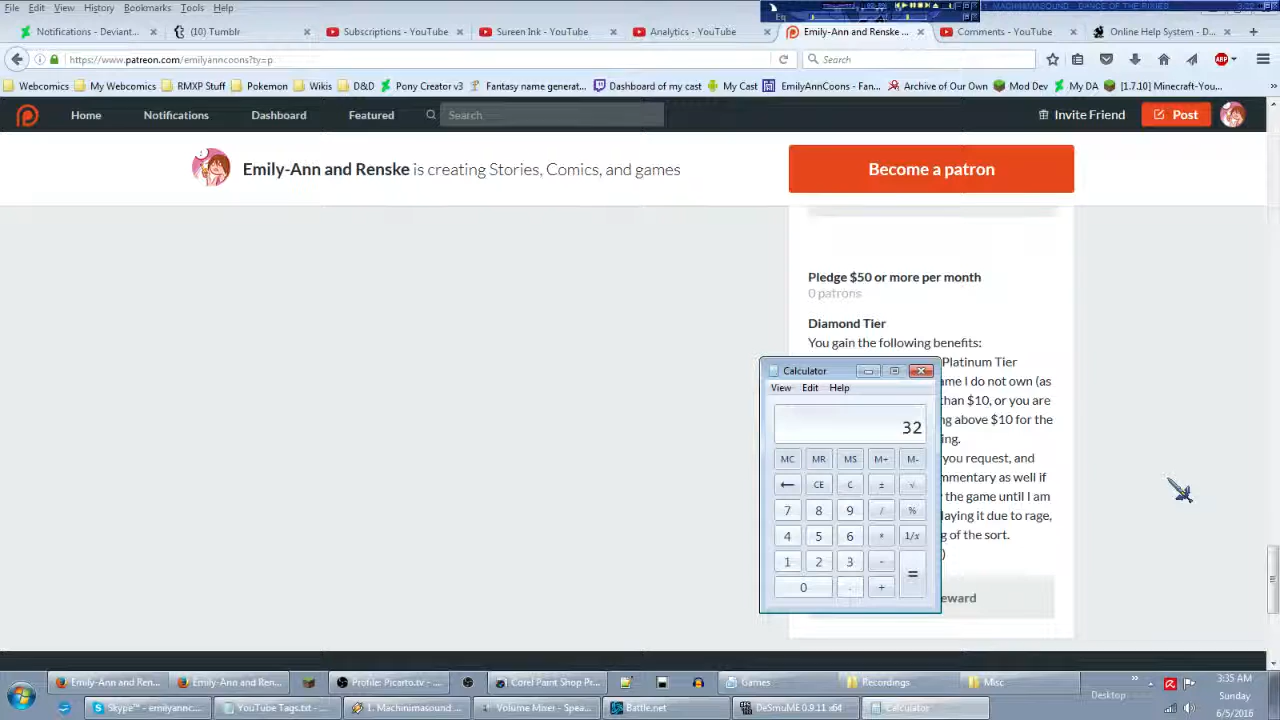 File Edit View History Bookmarks Tools Help
1. MACHI&MASOUND - DANCE OF THE RIXIED
Subscriptions - YouTube
Super Ink - YouTube
Analytics - YouTube
Emily-Ann and Renske ...
Comments - YouTube
Online Help System - D...
https://www.patreon.com/emilyanncoons?ty=p
Search
Webcomics My Webcomics RMXP Stuff Pokemon Wikis D&D Pony Creator v3 Fantasy name generat... Dashboard of my cast My Cast EmilyAnnCoons - Fan... Archive of Our Own Mod Dev My DA [1.7.10] Minecraft-You...
Home Notifications Dashboard Featured Search Invite Friend Post
Emily-Ann and Renske is creating Stories, Comics, and games
Become a patron
Pledge $50 or more per month
0 patrons
Diamond Tier
You gain the following benefits:
Platinum Tier
ame I do not own (as
than $10, or you are
ng above $10 for the
ing.
you request, and
mmentary as well if
the game until I am
laying it due to rage,
g of the sort.
)
eward
Calculator
View Edit Help
32
MC MR MS M+ M-
← CE C ± √
7 8 9 / %
4 5 6 * 1/x
1 2 3 - =
0 . +
Emily-Ann and Ren... Emily-Ann and Ren... Profile: Pronto.tv ... Corel Paint Shop Pr... Games Recordings Misc
Desktop
3:35 AM
Sunday
6/5/2016
Skype™ - emilyannc... YouTube Tags.txt - ... Administrator: M... Volume Mixer - Spea... Battle.net DeSmuME 0.9.11 x64 Calculator